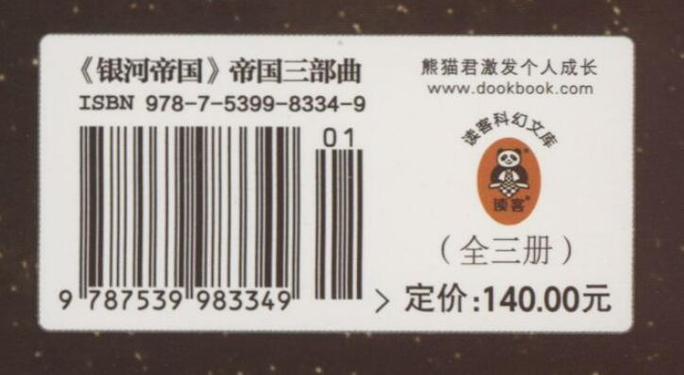 《银河帝国》帝国三部曲
ISBN 978-7-5399-8334-9
01
9 787539 983349 >
熊猫君激发个人成长
www.dookbook.com
读客科幻文库
读客
（全三册）
定价:140.00元